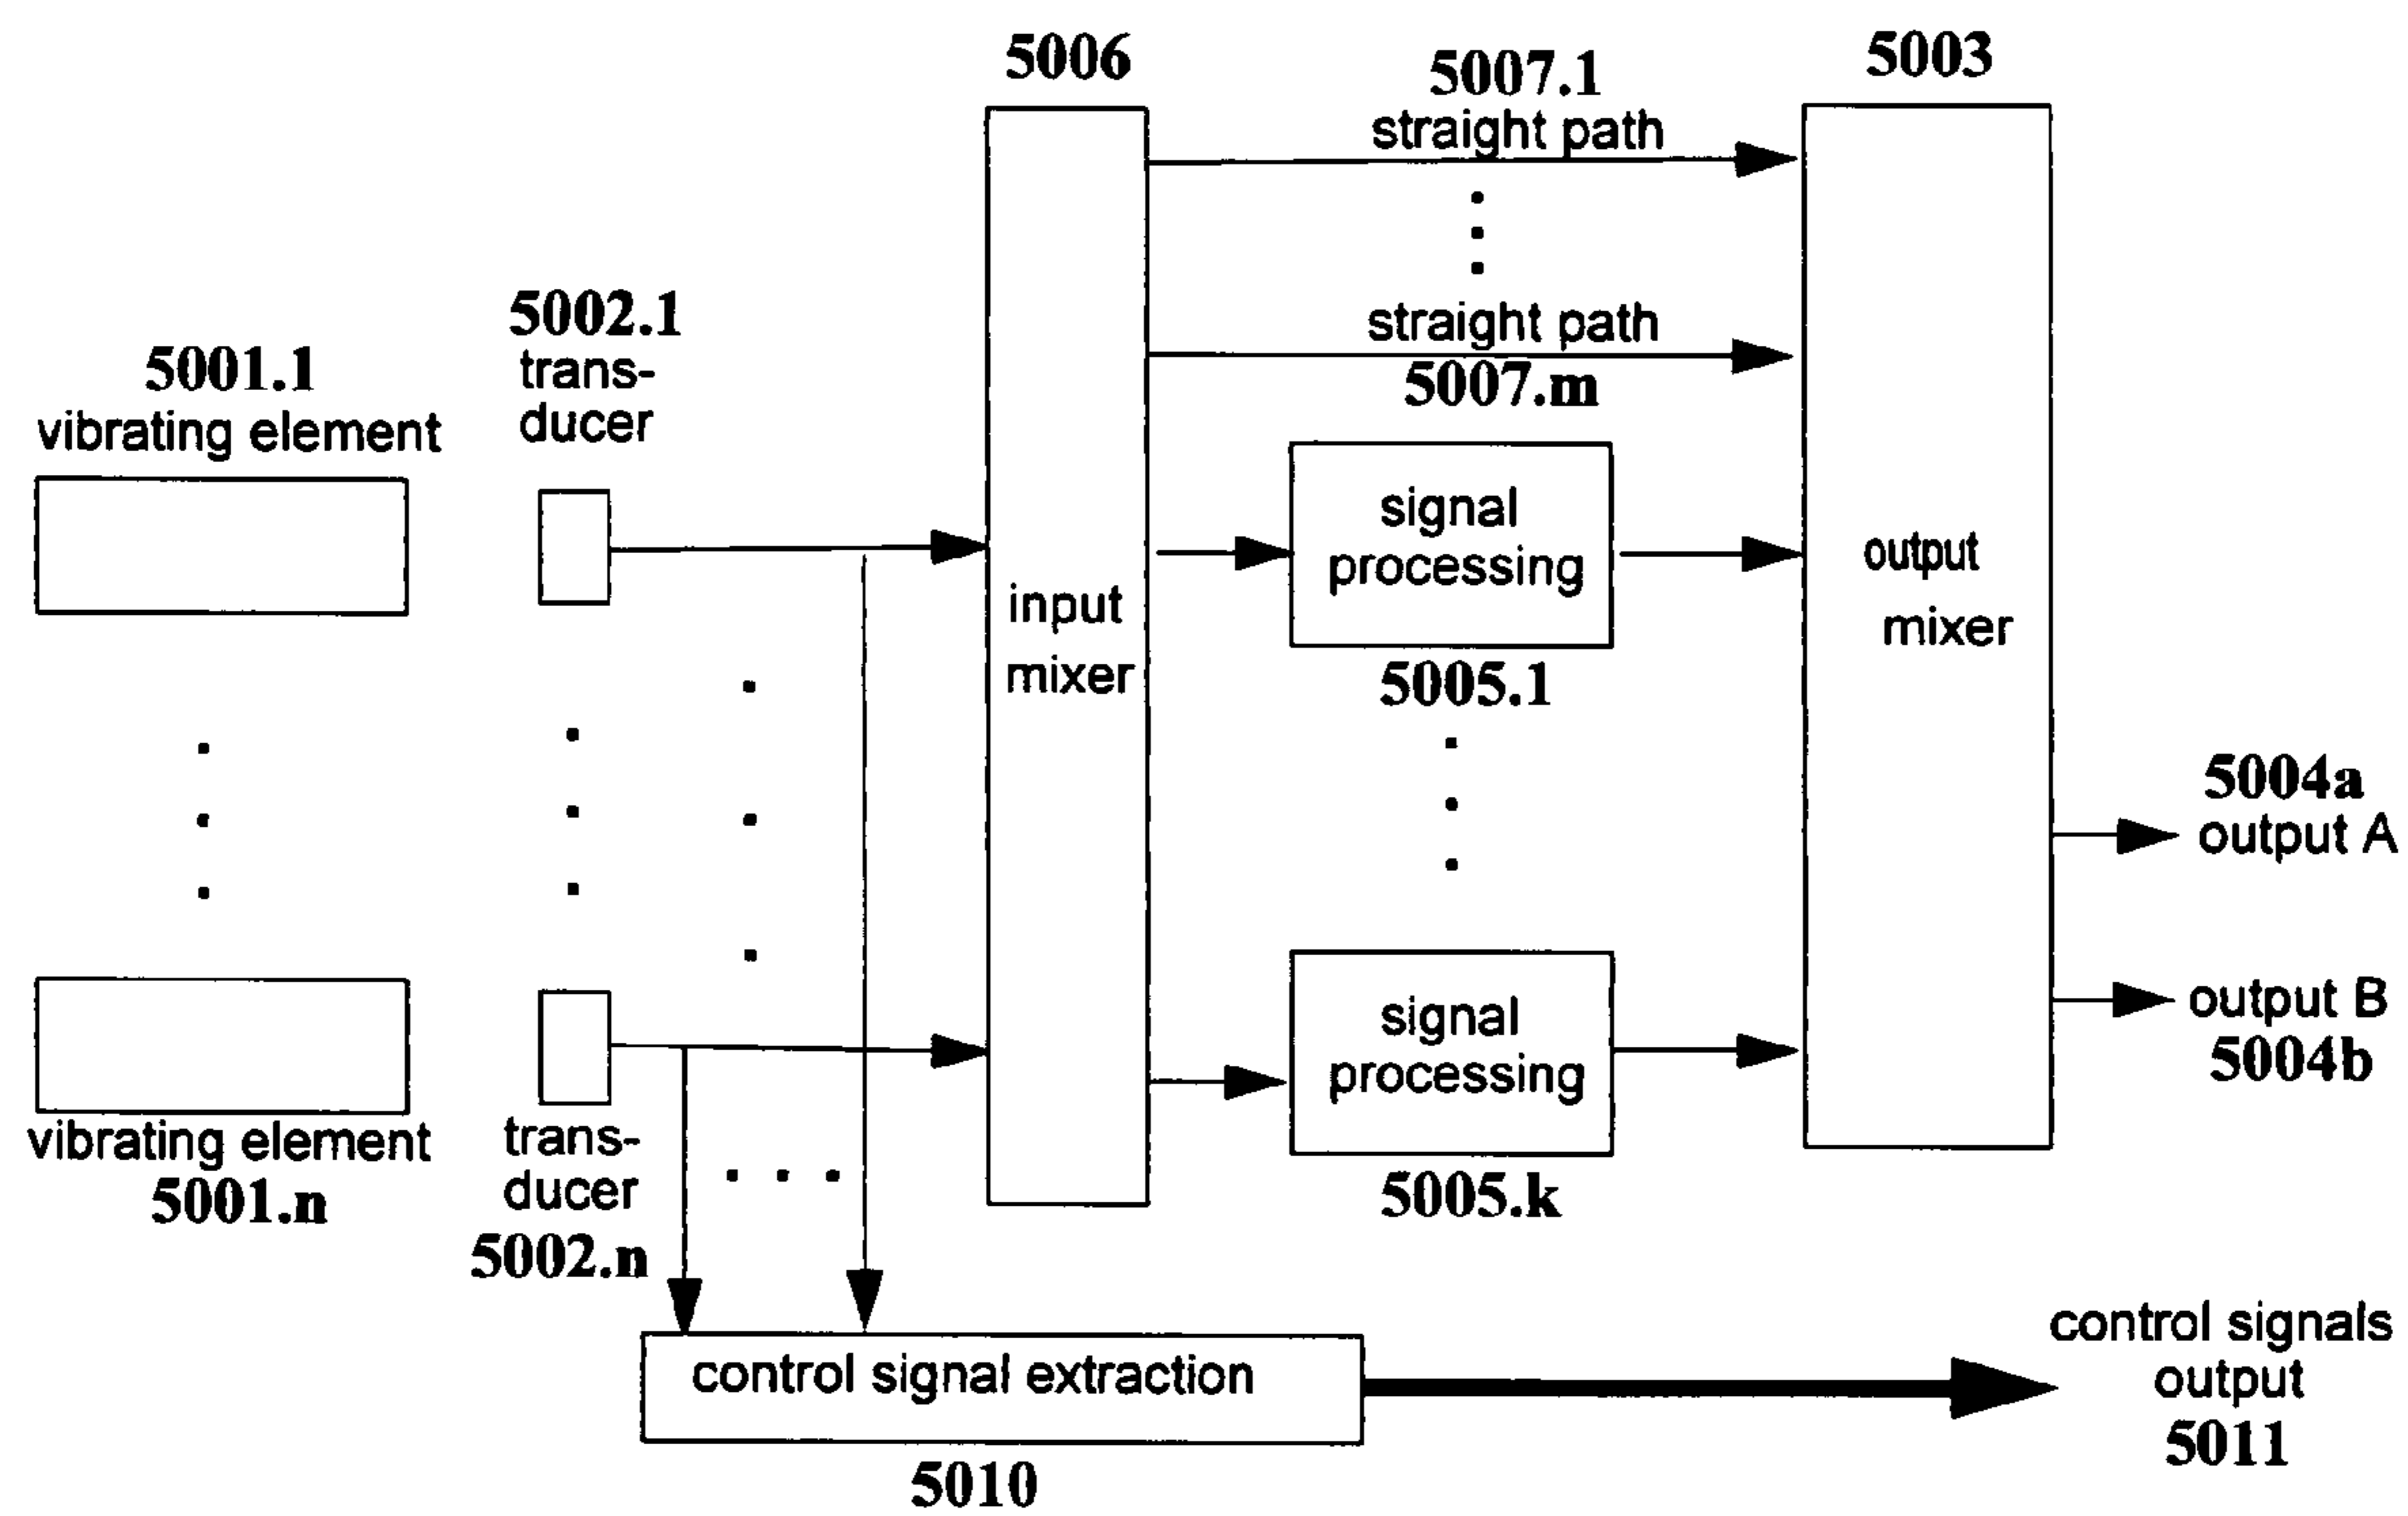 5006
5007.1
straight path
5003
straight path
5007.m
5002.1
trans-
ducer
5001.1
vibrating element
signal
processing
5005.1
input
mixer
output
mixer
5004a
output A
output B
5004b
signal
processing
5005.k
vibrating element
5001.n
trans-
ducer
5002.n
control signal extraction
5010
control signals
output
5011